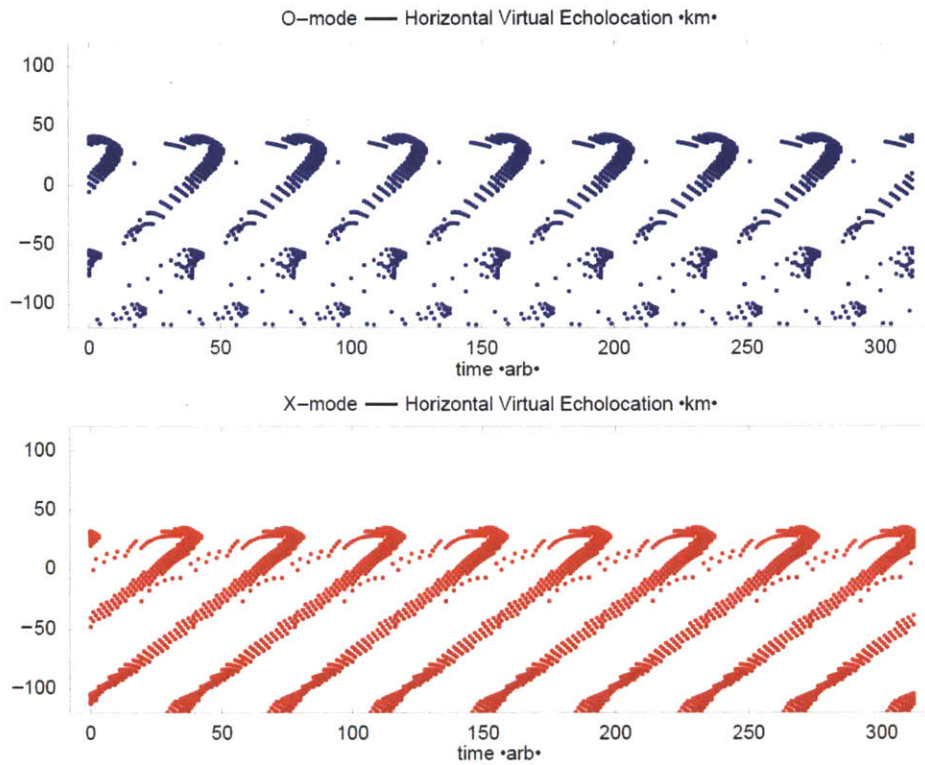 O–mode — Horizontal Virtual Echolocation •km•
100
50
0
−50
−100
0 50 100 150 200 250 300
time •arb•
X–mode — Horizontal Virtual Echolocation •km•
100
50
0
−50
−100
0 50 100 150 200 250 300
time •arb•